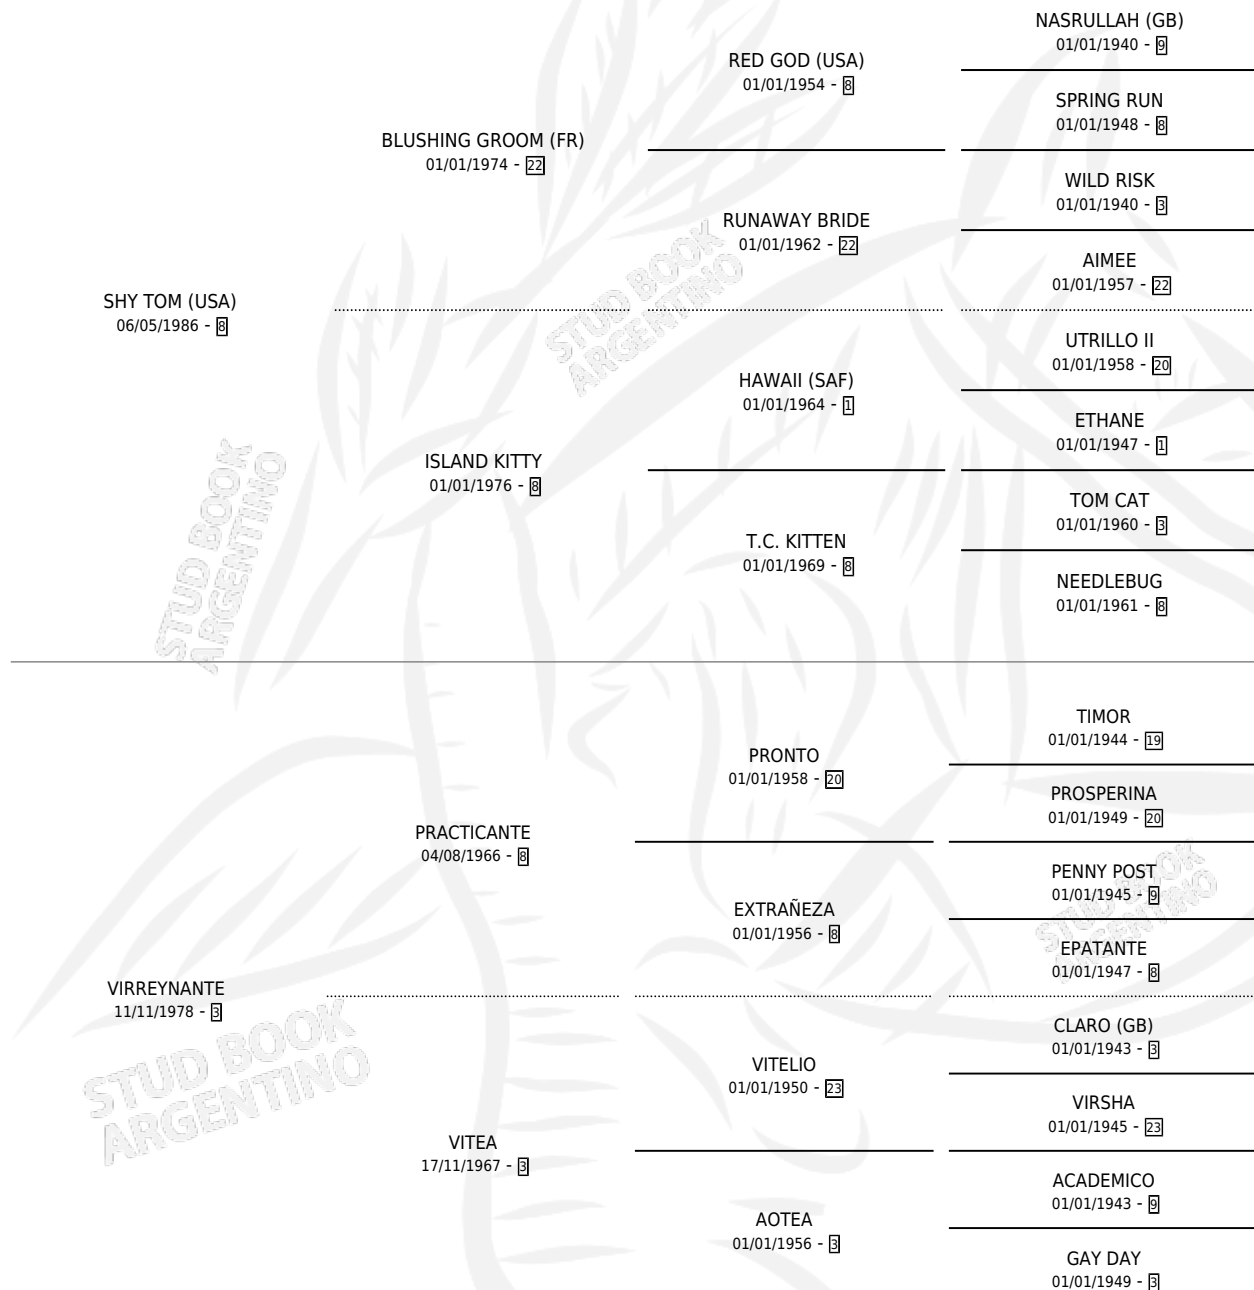 NASRULLAH (GB)
01/01/1940 - 9
RED GOD (USA)
01/01/1954 - 8
SPRING RUN
01/01/1948 - 8
BLUSHING GROOM (FR)
01/01/1974 - 22
WILD RISK
01/01/1940 - 3
RUNAWAY BRIDE
01/01/1962 - 22
AIMEE
01/01/1957 - 22
SHY TOM (USA)
06/05/1986 - 8
UTRILLO II
01/01/1958 - 20
HAWAII (SAF)
01/01/1964 - 1
ETHANE
01/01/1947 - 1
ISLAND KITTY
01/01/1976 - 8
TOM CAT
01/01/1960 - 3
T.C. KITTEN
01/01/1969 - 8
NEEDLEBUG
01/01/1961 - 8
TIMOR
01/01/1944 - 19
PRONTO
01/01/1958 - 20
PROSPERINA
01/01/1949 - 20
PRACTICANTE
04/08/1966 - 8
PENNY POST
01/01/1945 - 9
EXTRAÑEZA
01/01/1956 - 8
EPATANTE
01/01/1947 - 8
VIRREYNANTE
11/11/1978 - 3
CLARO (GB)
01/01/1943 - 3
VITELIO
01/01/1950 - 23
VIRSHA
01/01/1945 - 23
VITEA
17/11/1967 - 3
ACADEMICO
01/01/1943 - 9
AOTEA
01/01/1956 - 3
GAY DAY
01/01/1949 - 3
STUD BOOK
ARGENTINO
STUD BOOK
ARGENTINO
STUD BOOK
ARGENTINO
STUD BOOK
ARGENTINO